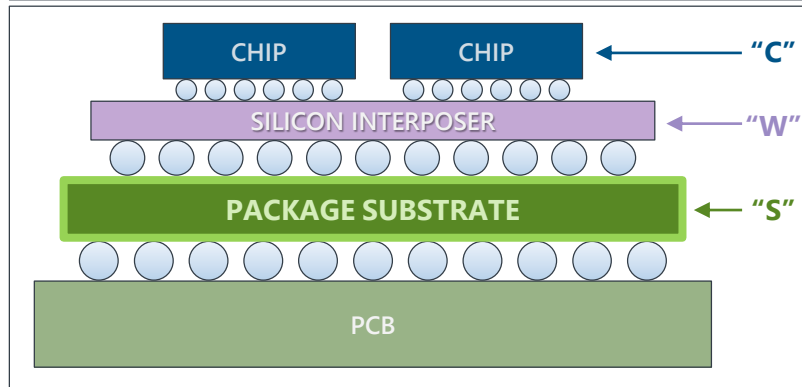 CHIP CHIP “C”
SILICON INTERPOSER “W”
PACKAGE SUBSTRATE “S”
PCB